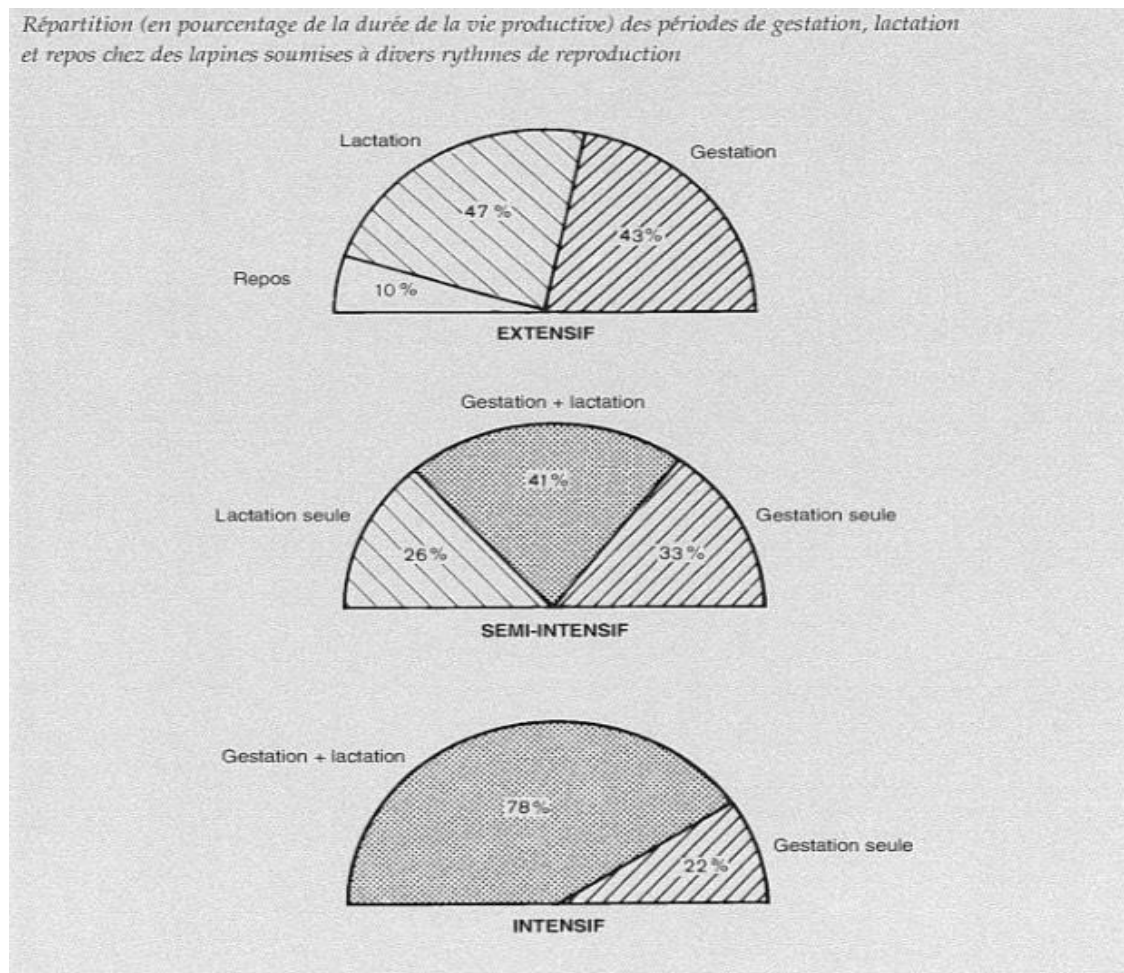 Répartition (en pourcentage de la durée de la vie productive) des périodes de gestation, lactation
et repos chez des lapines soumises à divers rythmes de reproduction
Lactation
Gestation
47 %
43%
Repos
10 %
EXTENSIF
Gestation + lactation
41 %
Lactation seule
Gestation seule
26 %
33 %
SEMI-INTENSIF
Gestation + lactation
78 %
Gestation seule
22 %
INTENSIF